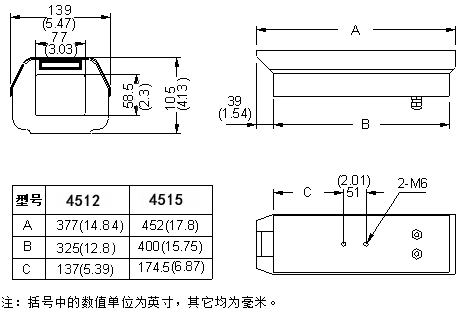 139
(5.47)
77
(3.03)
58.5
(2.3)
10.5
(4.13)
A
39
(1.54)
B
C
(2.01)
51
2-M6
型号 4512 4515
A 377(14.84) 452(17.8)
B 325(12.8) 400(15.75)
C 137(5.39) 174.5(6.87)
注：括号中的数值单位为英寸，其它均为毫米。